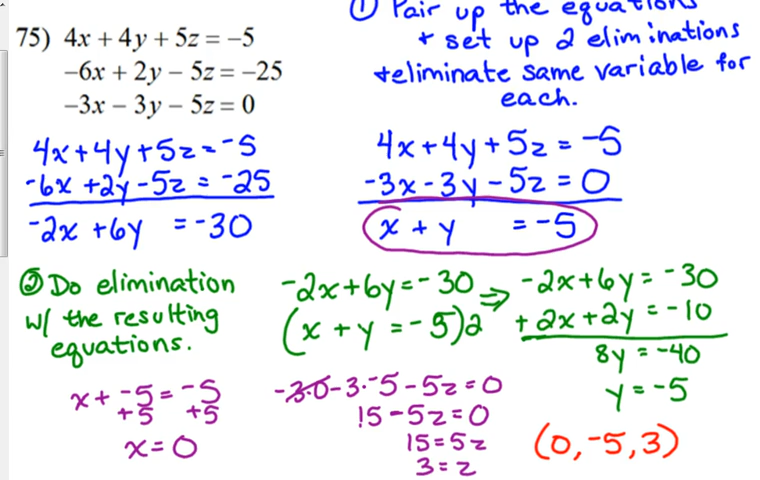 ① Pair up the equations
75) 4x + 4y + 5z = −5
+ set up 2 eliminations
−6x + 2y − 5z = −25
+eliminate same variable for
−3x − 3y − 5z = 0
each.
4x+4y+5z=-5
-6x +2y-5z = -25
-2x +6y = -30
4x+4y+5z = -5
-3x-3y-5z=0
x + y = -5
② Do elimination
w/ the resulting
equations.
-2x+6y=-30
(x + y = -5)2
⇒
-2x+6y = -30
+ 2x+2y = -10
8y = -40
y = -5
x + -5 = -5
+5 +5
x = 0
-3·0-3·-5-5z=0
15-5z=0
15=5z
3=z
(0,-5,3)